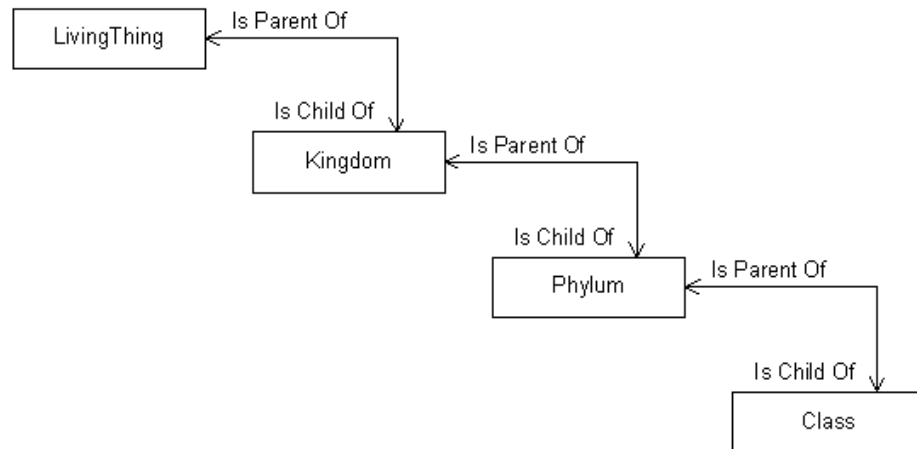 LivingThing
Is Parent Of
Is Child Of
Kingdom
Is Parent Of
Is Child Of
Phylum
Is Parent Of
Is Child Of
Class